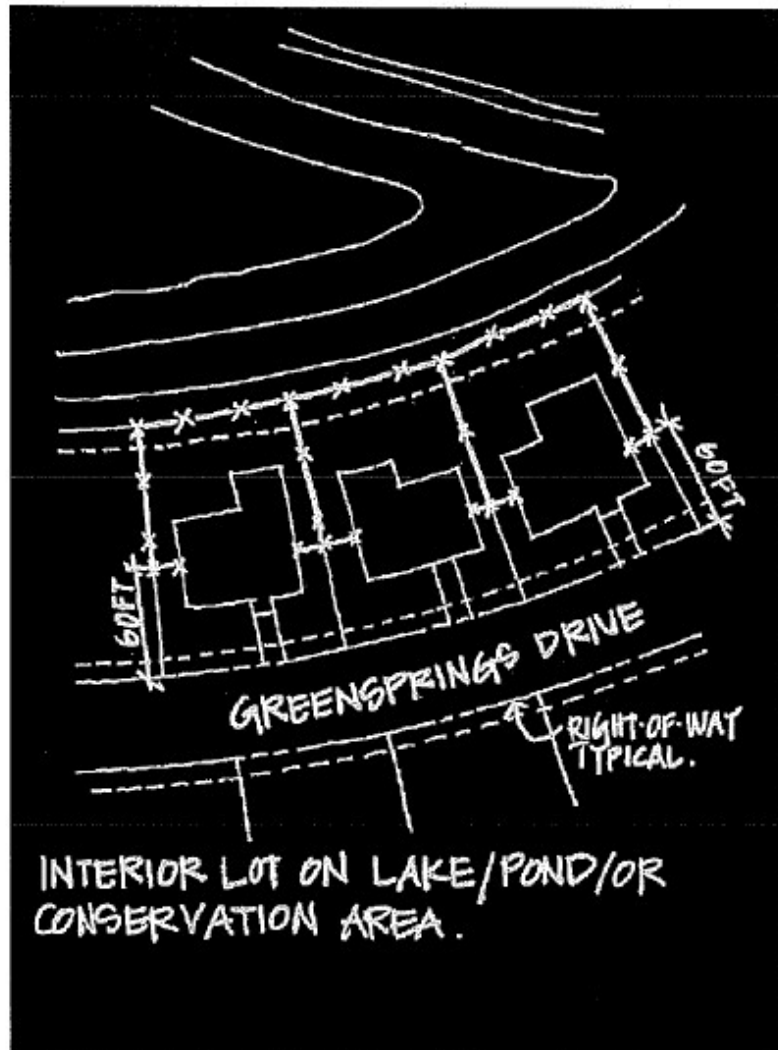 60FT
60FT
GREENSPRINGS DRIVE
RIGHT-OF-WAY
TYPICAL.
INTERIOR LOT ON LAKE/POND/OR
CONSERVATION AREA.